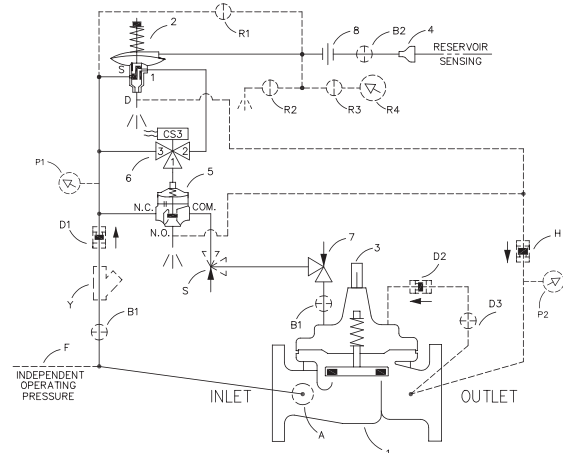 2
R1
8
B2
4
RESERVOIR
SENSING
S
1
D
R2
R3
R4
CS3
3
2
1
6
5
P1
N.C.
COM.
N.O.
D1
7
3
H
D2
S
Y
B1
B1
D3
P2
F
INDEPENDENT
OPERATING
PRESSURE
INLET
OUTLET
A
1